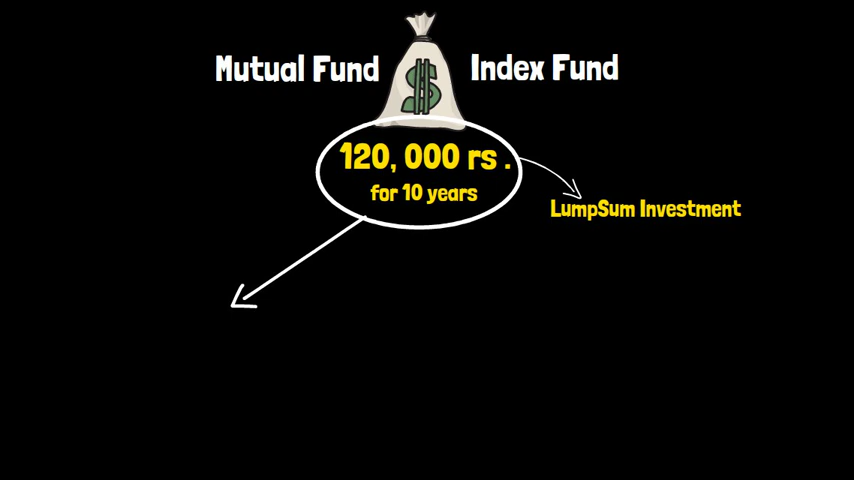 Mutual Fund
$
Index Fund
120, 000 rs .
for 10 years
LumpSum Investment